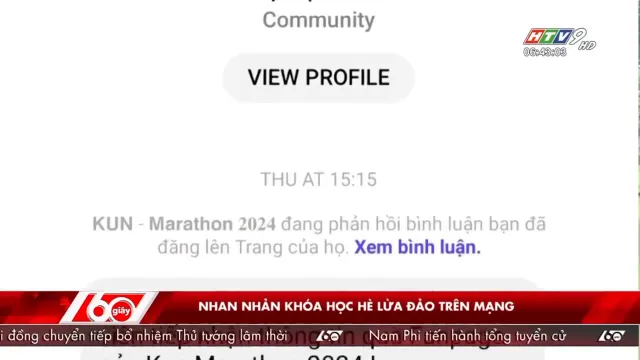 Community
HTV9 HD
06:43:03
VIEW PROFILE
THU AT 15:15
KUN - Marathon 2024 đang phản hồi bình luận bạn đã
đăng lên Trang của họ. Xem bình luận.
60 giây
NHAN NHẢN KHÓA HỌC HÈ LỪA ĐẢO TRÊN MẠNG
i đồng chuyển tiếp bổ nhiệm Thủ tướng lâm thời
60
Nam Phi tiến hành tổng tuyển cử
60
Kun Marathon 2024